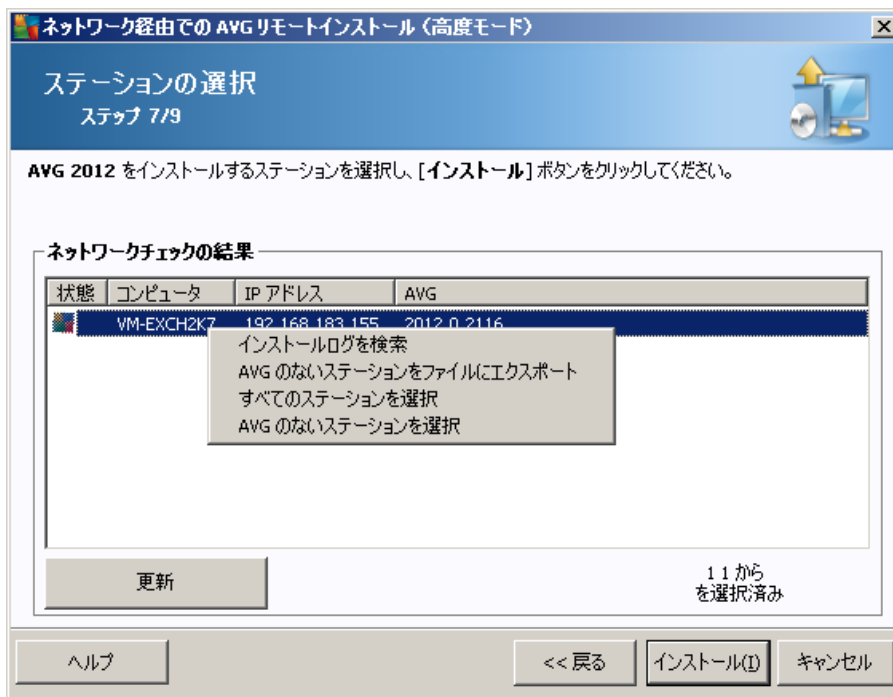 ネットワーク経由での AVG リモートインストール（高度モード）
ステーションの選択
ステップ 7/9
AVG 2012 をインストールするステーションを選択し、[インストール] ボタンをクリックしてください。
ネットワークチェックの結果
状態 コンピュータ IP アドレス AVG
VM-EXCH2K7 192.168.183.155 2012.0.2116
インストールログを検索
AVG のないステーションをファイルにエクスポート
すべてのステーションを選択
AVG のないステーションを選択
更新
1 1 から
を選択済み
ヘルプ << 戻る インストール(I) キャンセル